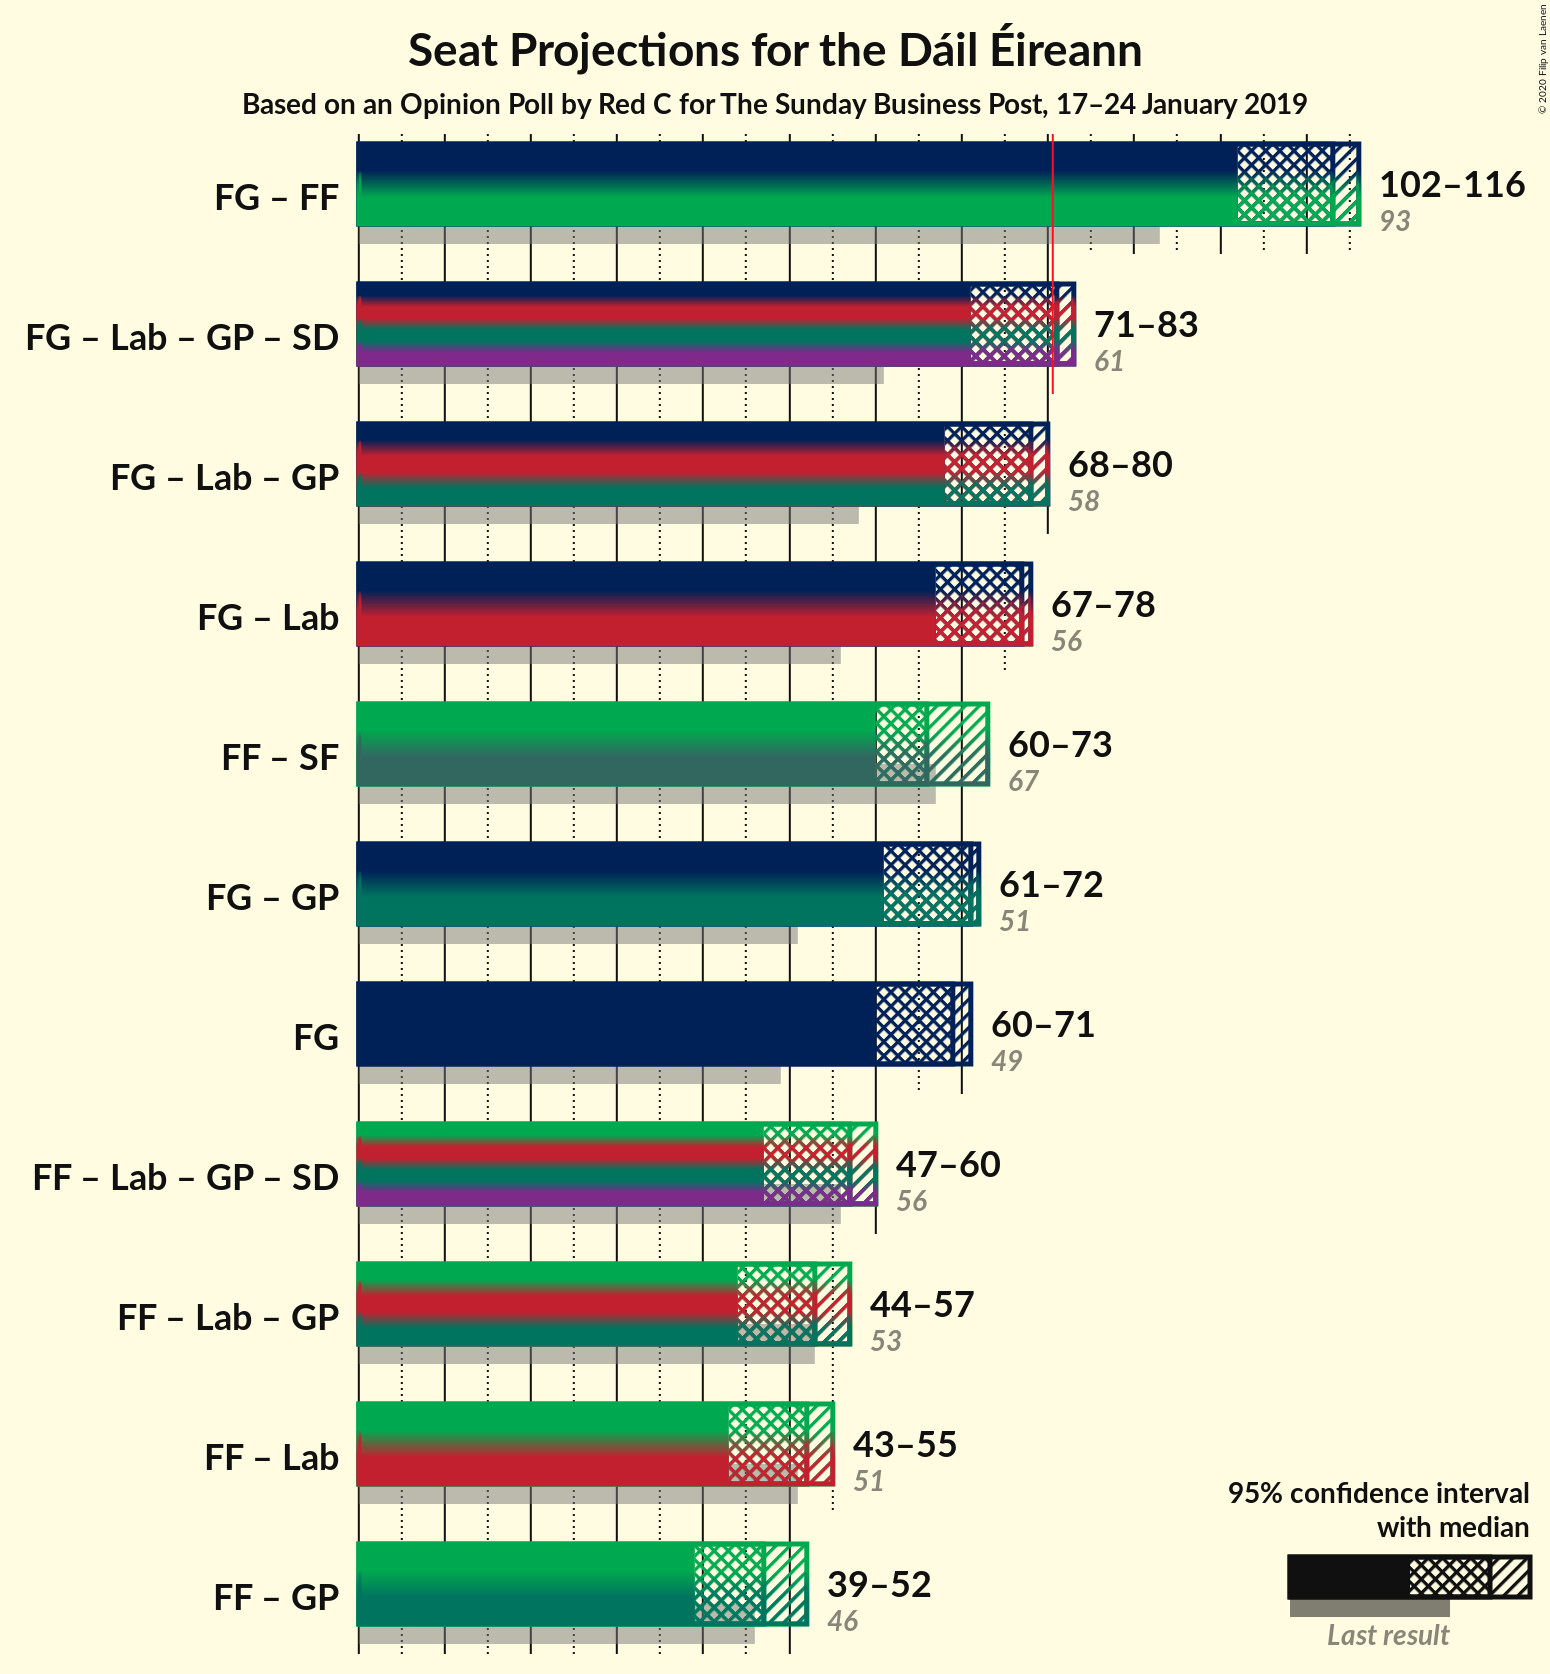 Seat Projections for the Dáil Éireann
Based on an Opinion Poll by Red C for The Sunday Business Post, 17–24 January 2019
© 2020 Filip van Laenen
FG – FF
102–116
93
FG – Lab – GP – SD
71–83
61
FG – Lab – GP
68–80
58
FG – Lab
67–78
56
FF – SF
60–73
67
FG – GP
61–72
51
FG
60–71
49
FF – Lab – GP – SD
47–60
56
FF – Lab – GP
44–57
53
FF – Lab
43–55
51
FF – GP
39–52
46
95% confidence interval
with median
Last result